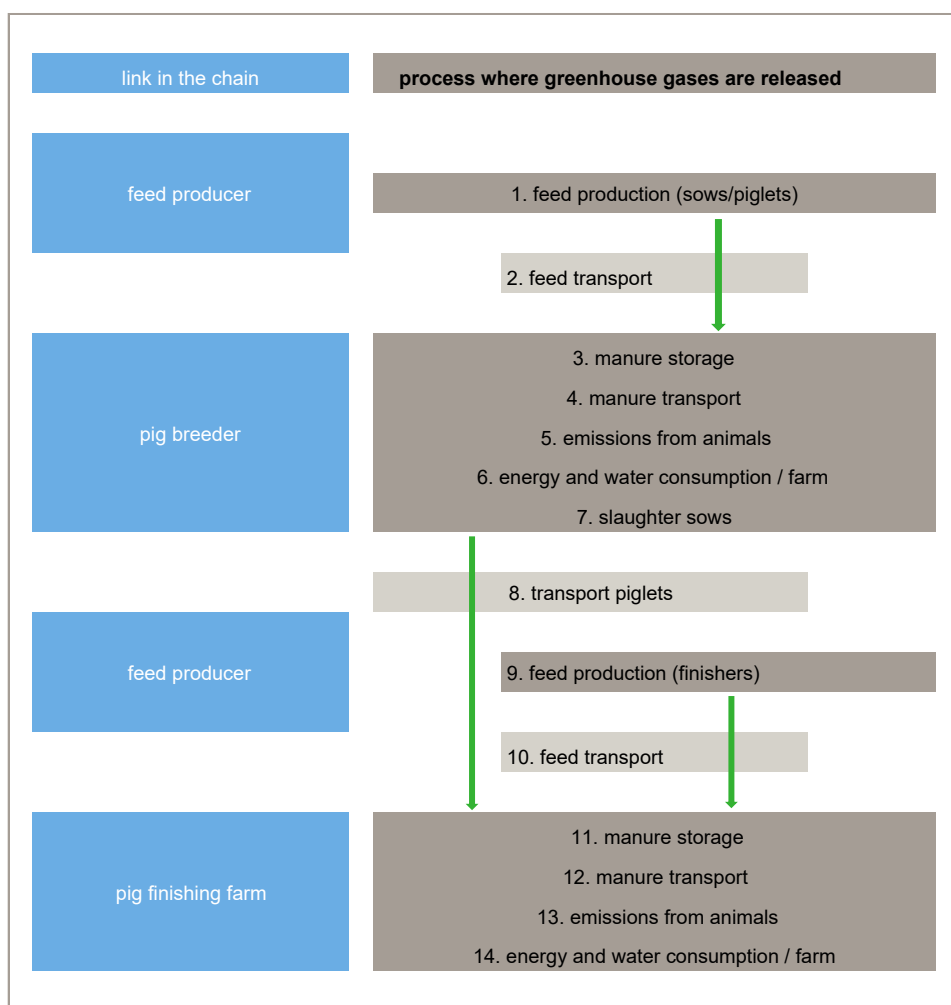 link in the chain
process where greenhouse gases are released
feed producer
1. feed production (sows/piglets)
2. feed transport
pig breeder
3. manure storage
4. manure transport
5. emissions from animals
6. energy and water consumption / farm
7. slaughter sows
8. transport piglets
feed producer
9. feed production (finishers)
10. feed transport
pig finishing farm
11. manure storage
12. manure transport
13. emissions from animals
14. energy and water consumption / farm